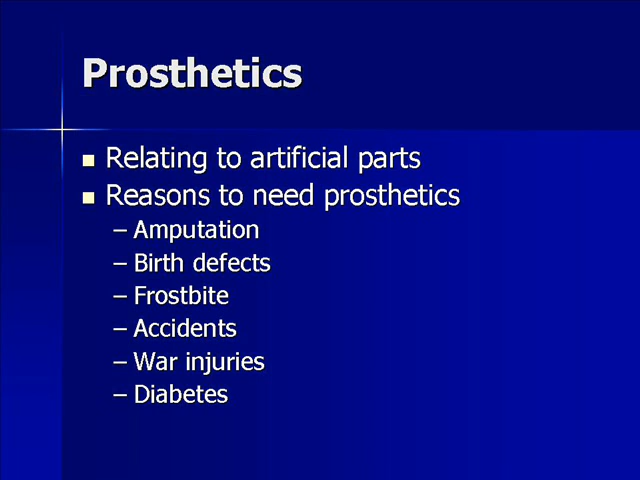 Prosthetics
■ Relating to artificial parts
■ Reasons to need prosthetics
– Amputation
– Birth defects
– Frostbite
– Accidents
– War injuries
– Diabetes